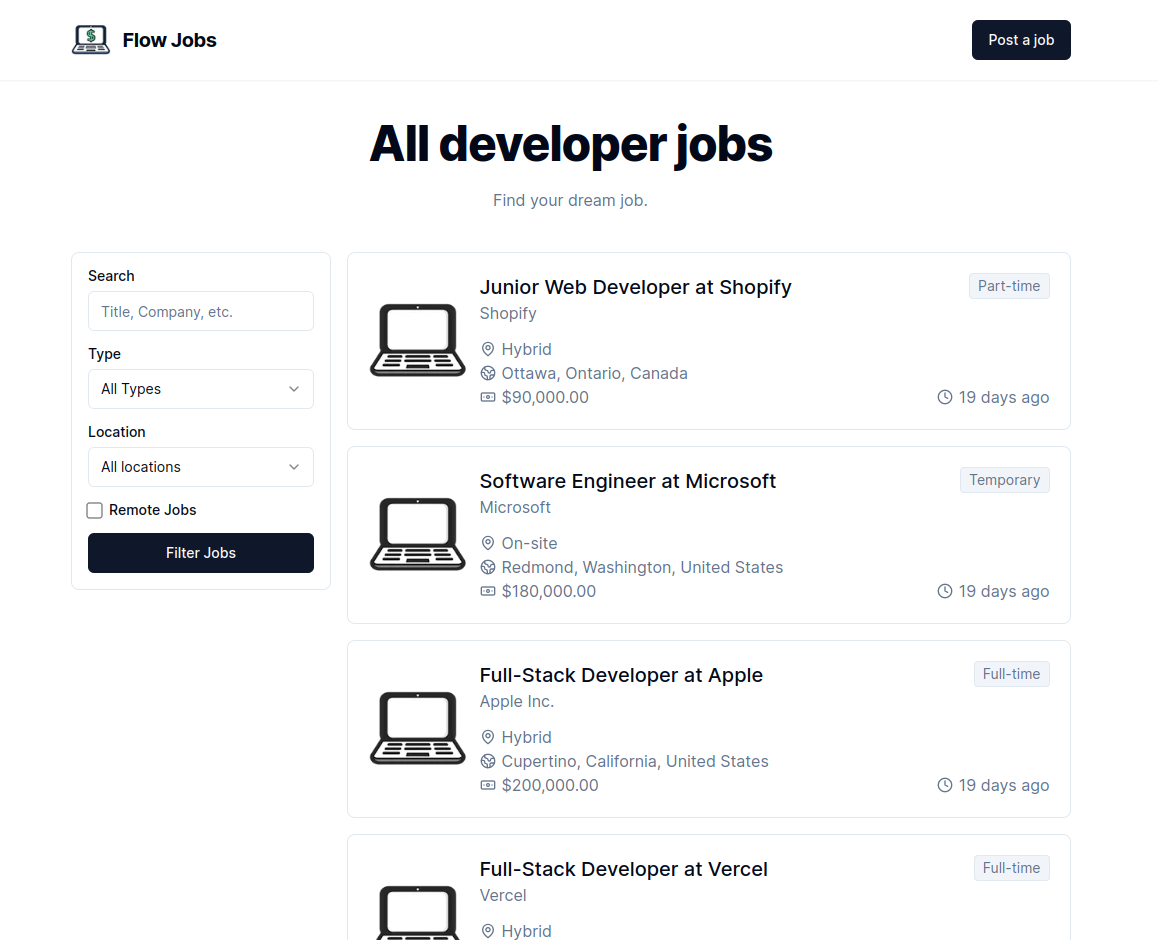 $
Flow Jobs
Post a job
All developer jobs
Find your dream job.
Search
Title, Company, etc.
Type
All Types
Location
All locations
Remote Jobs
Filter Jobs
Junior Web Developer at Shopify
Part-time
Shopify
Hybrid
Ottawa, Ontario, Canada
$90,000.00
19 days ago
Software Engineer at Microsoft
Temporary
Microsoft
On-site
Redmond, Washington, United States
$180,000.00
19 days ago
Full-Stack Developer at Apple
Full-time
Apple Inc.
Hybrid
Cupertino, California, United States
$200,000.00
19 days ago
Full-Stack Developer at Vercel
Full-time
Vercel
Hybrid